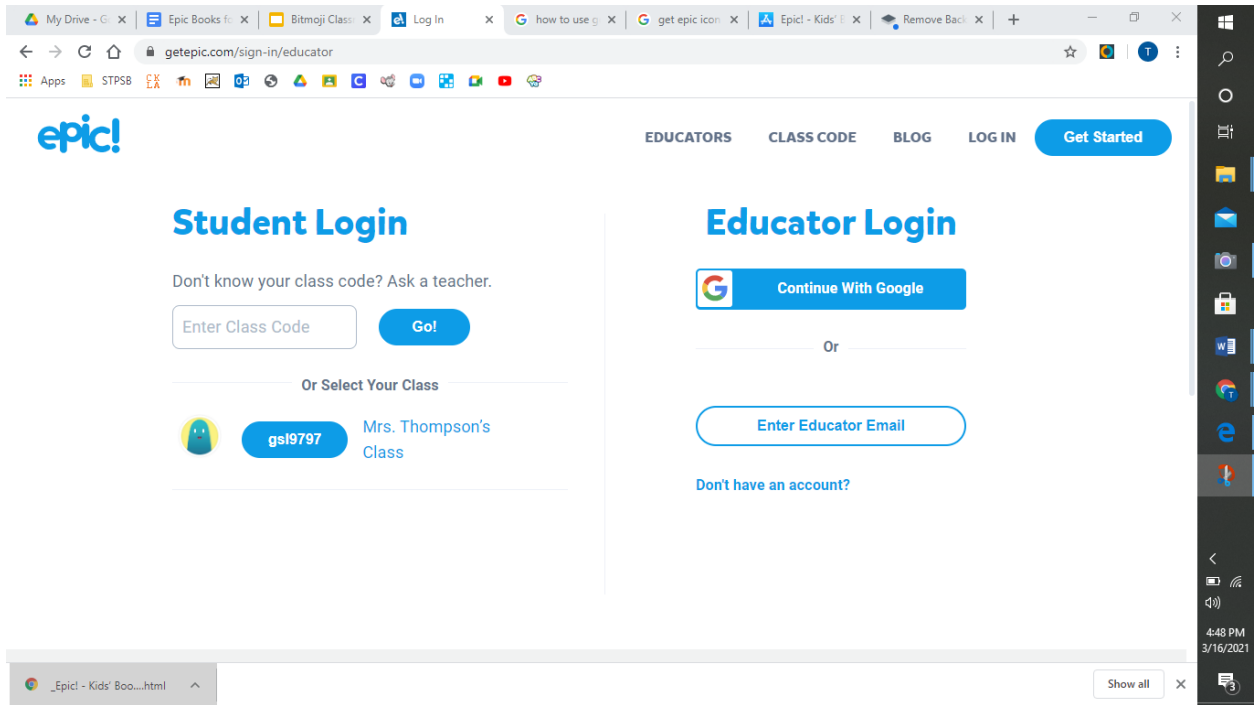 My Drive - G
Epic Books fo
Bitmoji Class
Log In
how to use g
get epic icon
Epic! - Kids' B
Remove Back
getepic.com/sign-in/educator
T
Apps
STPSB
epic!
EDUCATORS
CLASS CODE
BLOG
LOG IN
Get Started
Student Login
Don't know your class code? Ask a teacher.
Enter Class Code
Go!
Or Select Your Class
gsl9797
Mrs. Thompson's
Class
Educator Login
Continue With Google
Or
Enter Educator Email
Don't have an account?
4:48 PM
3/16/2021
3
_Epic! - Kids' Boo....html
Show all